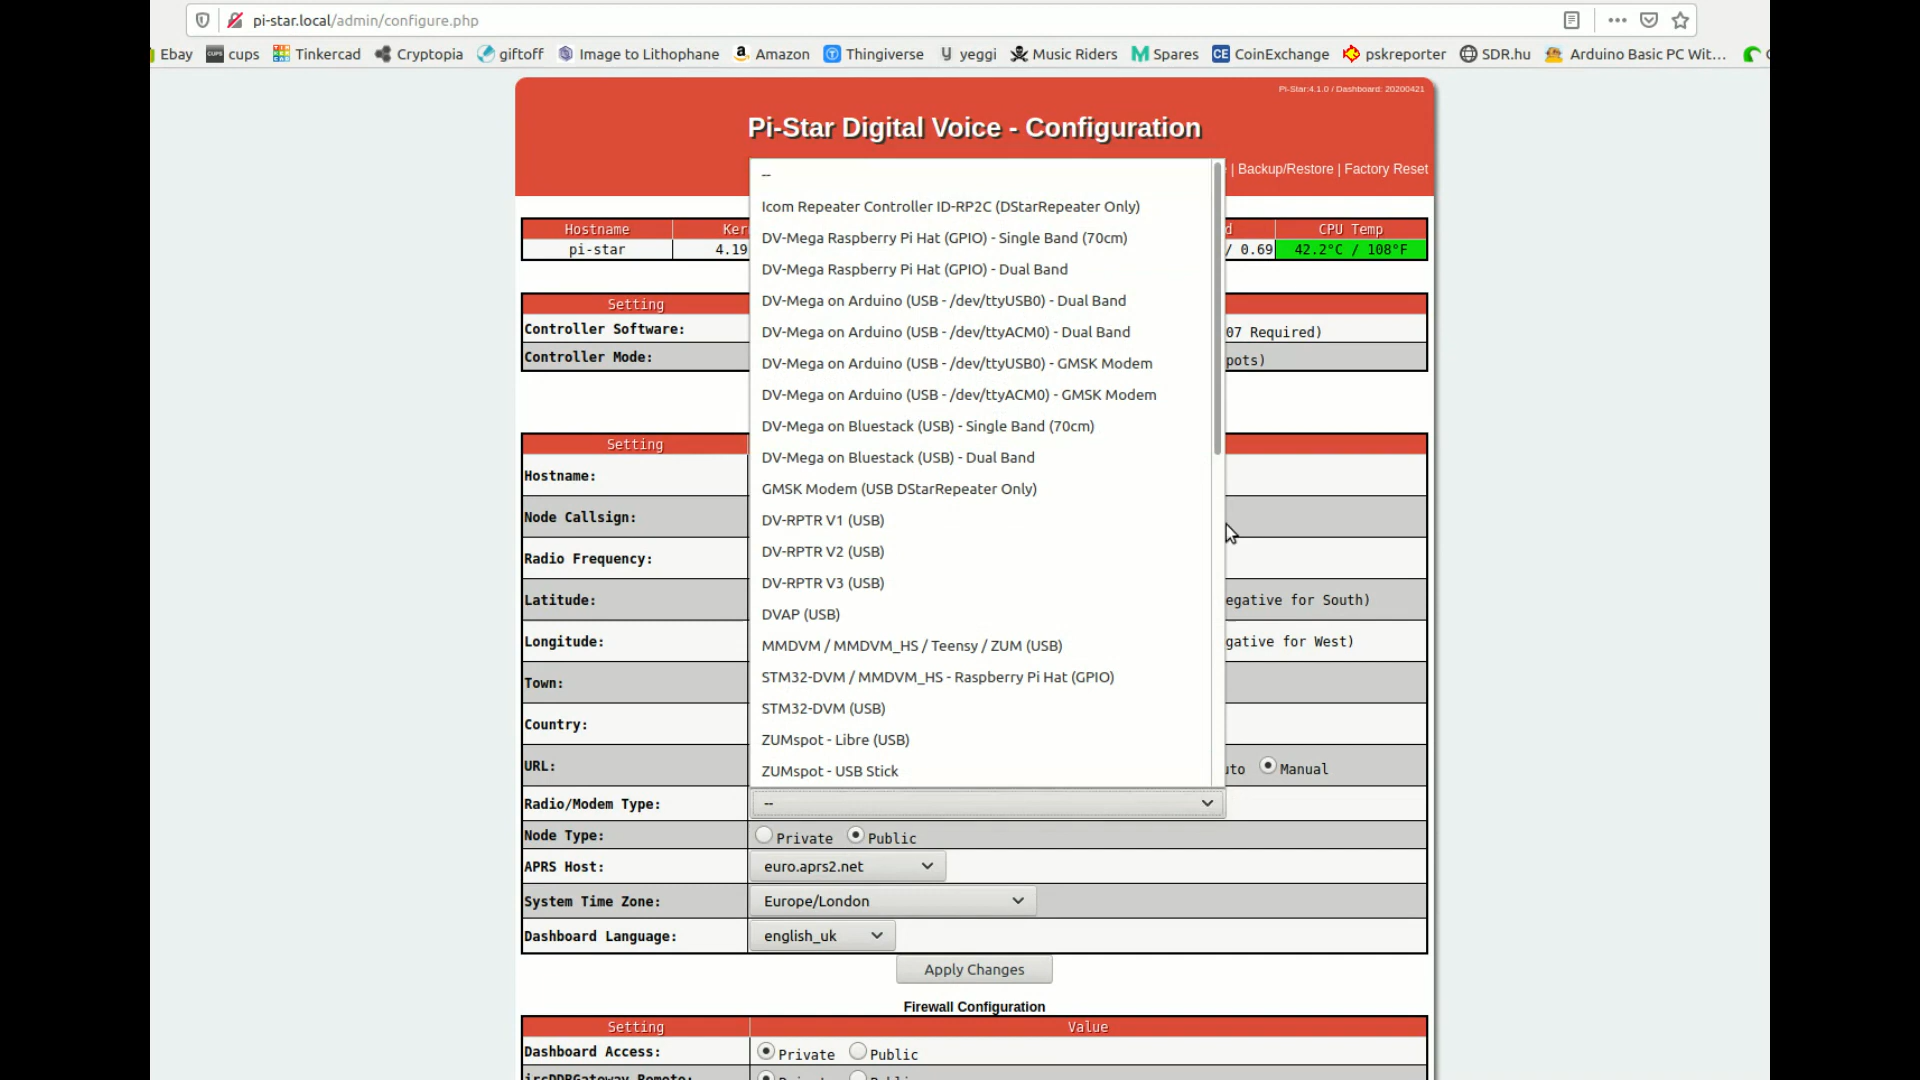 pi-star.local/admin/configure.php
Ebay cups Tinkercad Cryptopia giftoff Image to Lithophane Amazon Thingiverse yeggi Music Riders Spares CoinExchange pskreporter SDR.hu Arduino Basic PC Wit…
Pi-Star:4.1.0 / Dashboard: 20200421
Pi-Star Digital Voice - Configuration
| Backup/Restore | Factory Reset
--
Icom Repeater Controller ID-RP2C (DStarRepeater Only)
DV-Mega Raspberry Pi Hat (GPIO) - Single Band (70cm)
DV-Mega Raspberry Pi Hat (GPIO) - Dual Band
DV-Mega on Arduino (USB - /dev/ttyUSB0) - Dual Band
DV-Mega on Arduino (USB - /dev/ttyACM0) - Dual Band
DV-Mega on Arduino (USB - /dev/ttyUSB0) - GMSK Modem
DV-Mega on Arduino (USB - /dev/ttyACM0) - GMSK Modem
DV-Mega on Bluestack (USB) - Single Band (70cm)
DV-Mega on Bluestack (USB) - Dual Band
GMSK Modem (USB DStarRepeater Only)
DV-RPTR V1 (USB)
DV-RPTR V2 (USB)
DV-RPTR V3 (USB)
DVAP (USB)
MMDVM / MMDVM_HS / Teensy / ZUM (USB)
STM32-DVM / MMDVM_HS - Raspberry Pi Hat (GPIO)
STM32-DVM (USB)
ZUMspot - Libre (USB)
ZUMspot - USB Stick
Hostname Ker d CPU Temp
pi-star 4.19 / 0.69 42.2°C / 108°F
Setting
Controller Software: 07 Required)
Controller Mode: pots)
Setting
Hostname:
Node Callsign:
Radio Frequency:
Latitude: egative for South)
Longitude: gative for West)
Town:
Country:
URL: uto Manual
Radio/Modem Type: --
Node Type: Private Public
APRS Host: euro.aprs2.net
System Time Zone: Europe/London
Dashboard Language: english_uk
Apply Changes
Firewall Configuration
Setting Value
Dashboard Access: Private Public